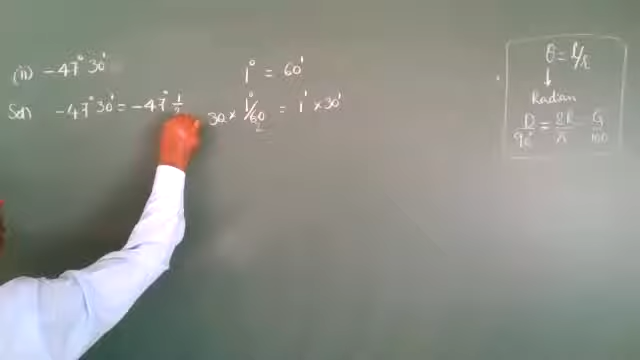 (ii) -47° 30'
Soln -47° 30' = -47° 1/2
1° = 60'
30 × 1°/60 = 1' × 30'
θ = l/r
↓
Radian
D/90 = 2R/π = G/100